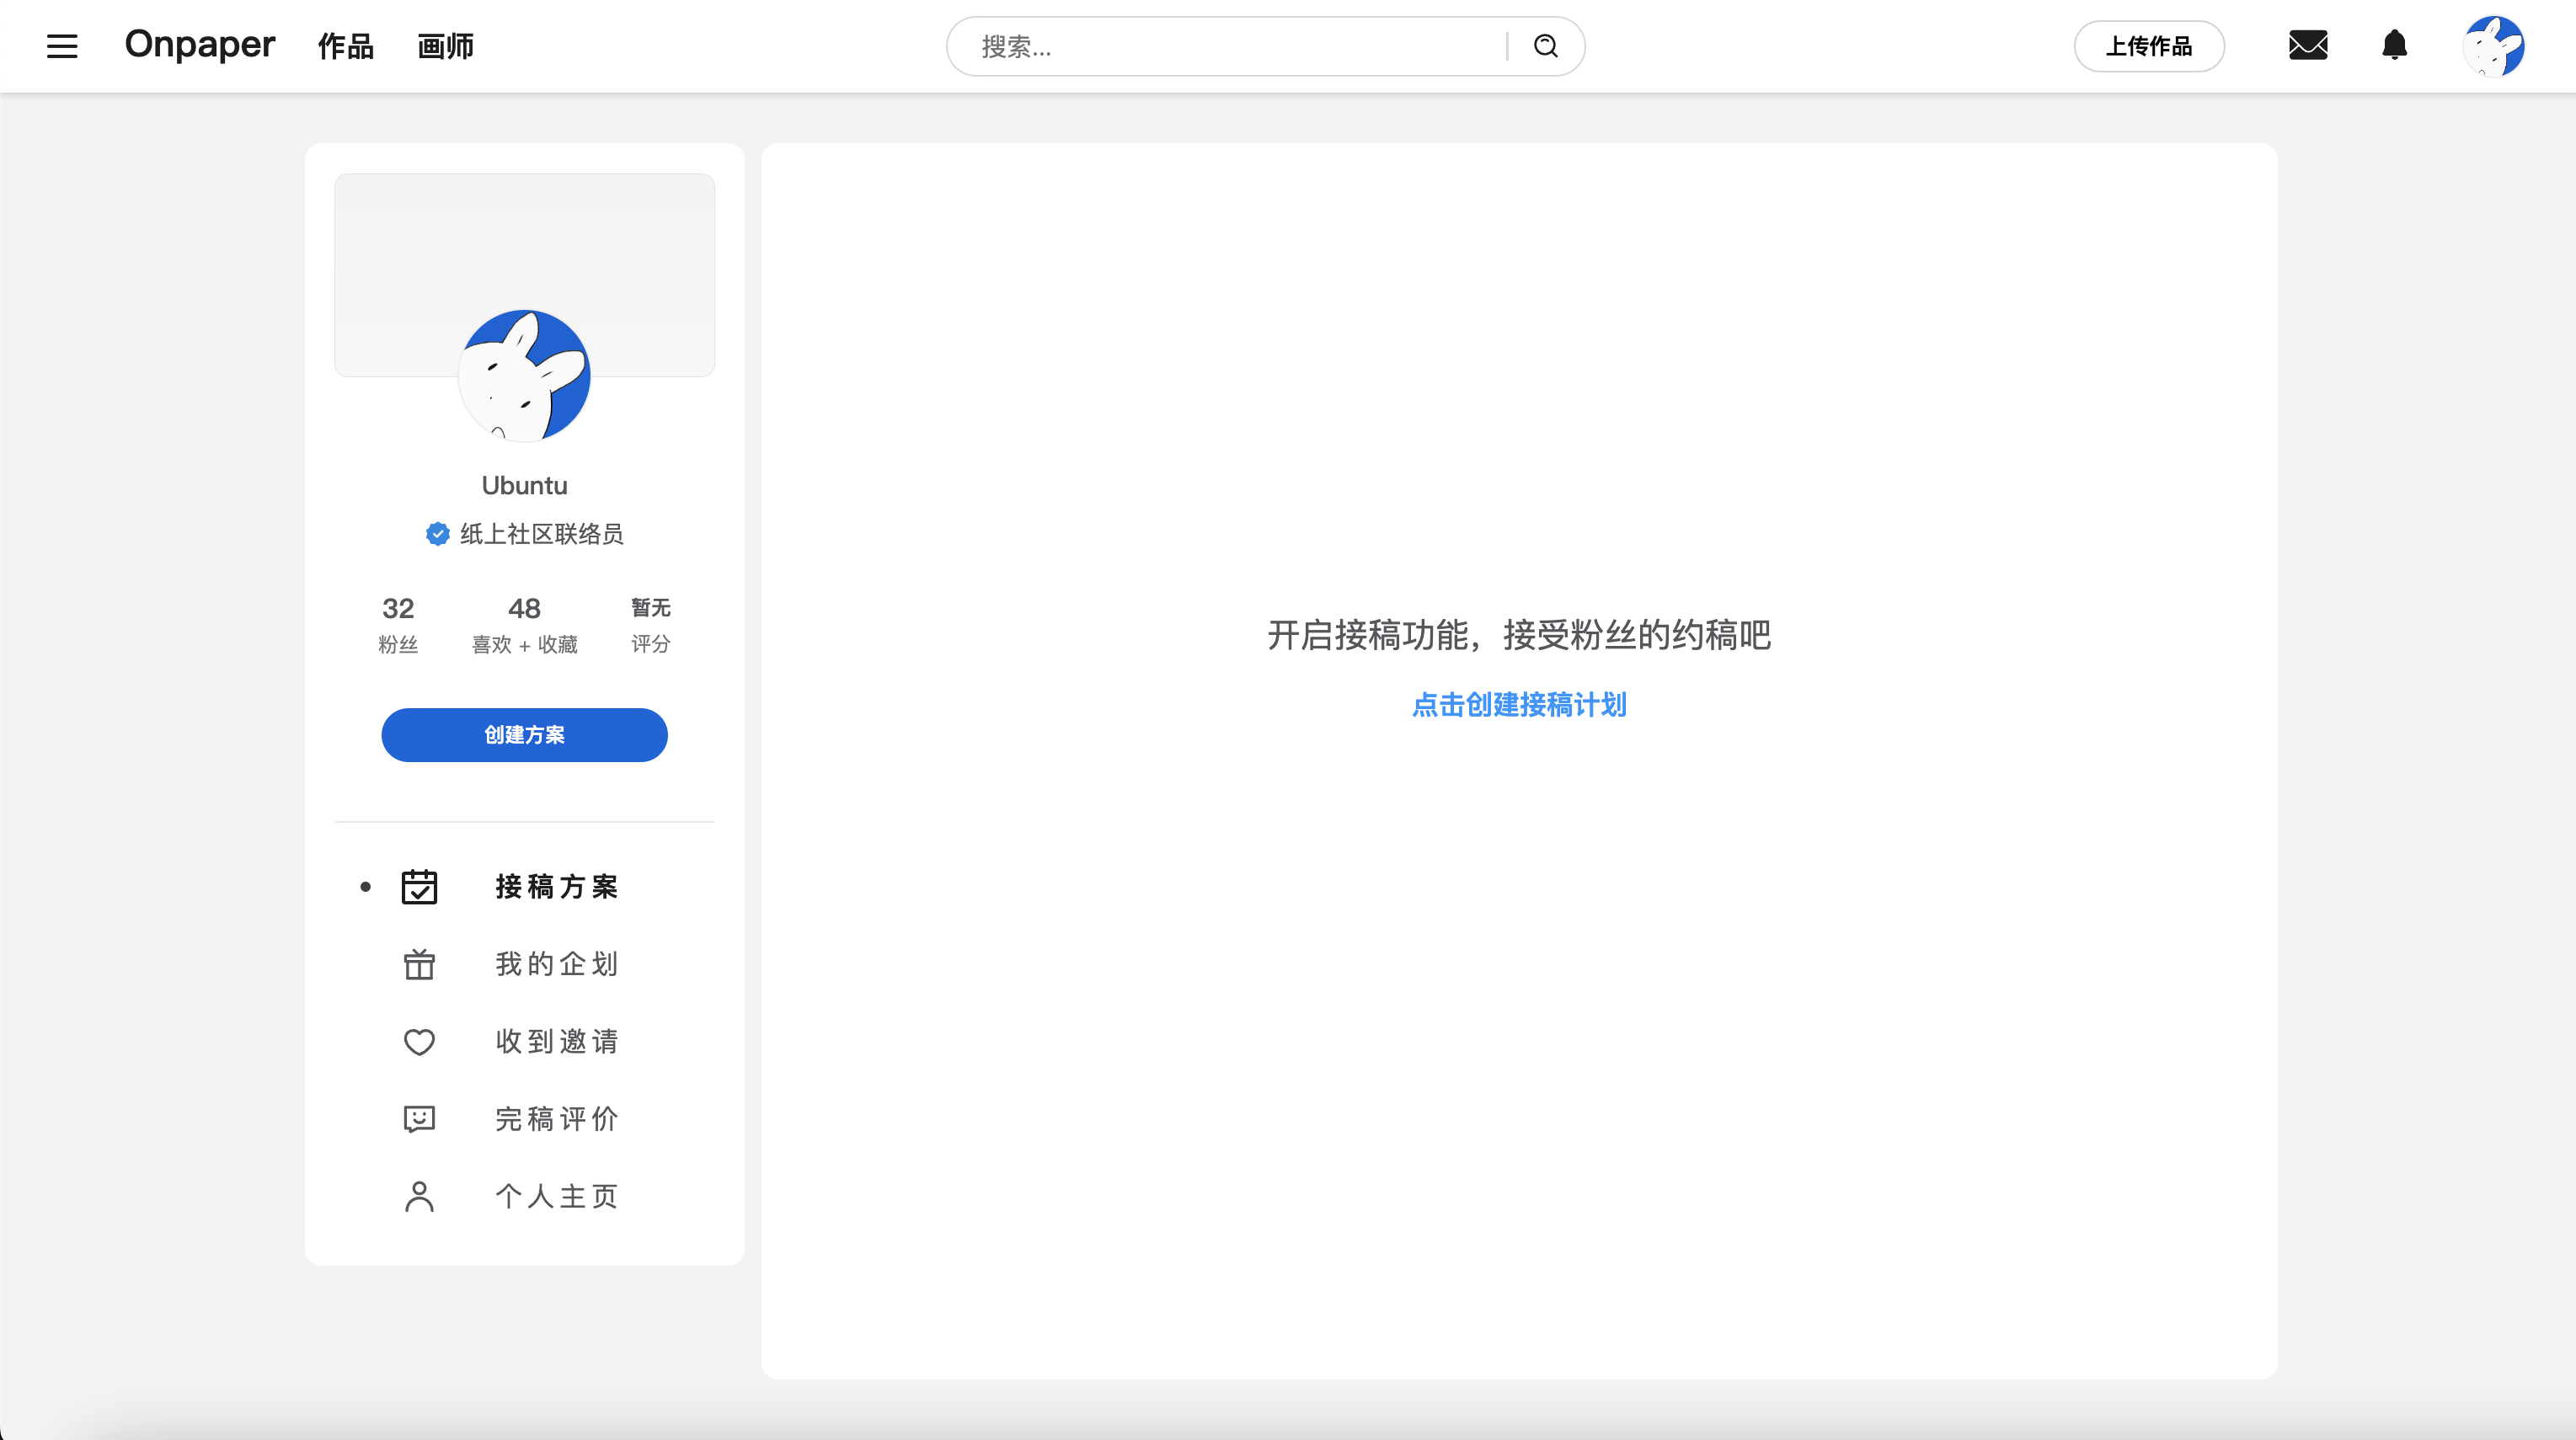 Onpaper 作品 画师
搜索...
上传作品
Ubuntu
纸上社区联络员
32 48 暂无
粉丝 喜欢 + 收藏 评分
创建方案
接稿方案
我的企划
收到邀请
完稿评价
个人主页
开启接稿功能，接受粉丝的约稿吧
点击创建接稿计划